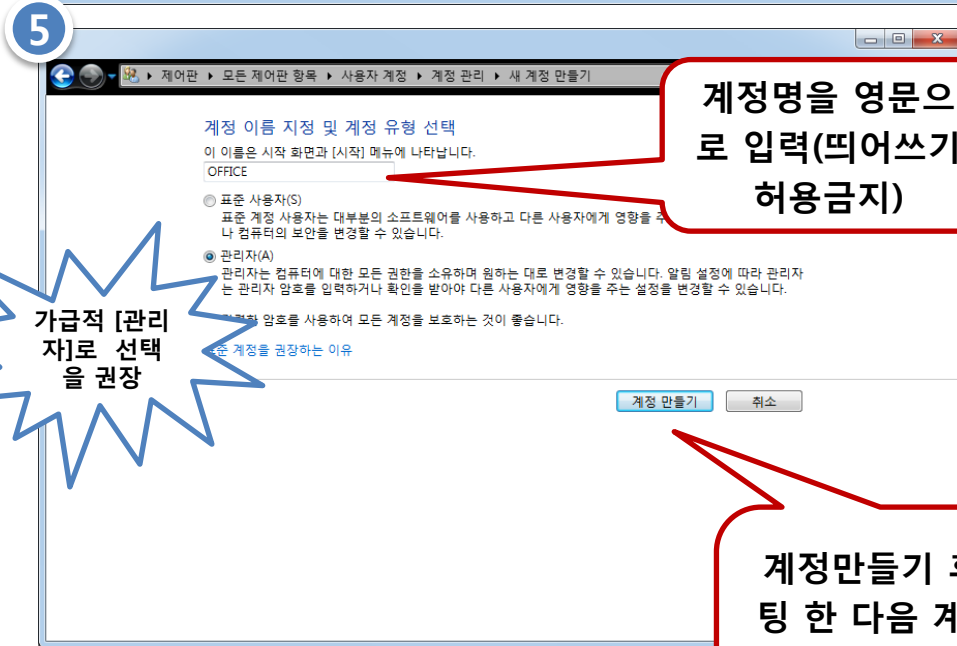 5
제어판 ▸ 모든 제어판 항목 ▸ 사용자 계정 ▸ 계정 관리 ▸ 새 계정 만들기
계정명을 영문으
로 입력(띄어쓰기
허용금지)
계정 이름 지정 및 계정 유형 선택
이 이름은 시작 화면과 [시작] 메뉴에 나타납니다.
OFFICE
표준 사용자(S)
표준 계정 사용자는 대부분의 소프트웨어를 사용하고 다른 사용자에게 영향을
나 컴퓨터의 보안을 변경할 수 있습니다.
관리자(A)
관리자는 컴퓨터에 대한 모든 권한을 소유하며 원하는 대로 변경할 수 있습니다. 알림 설정에 따라 관리자
는 관리자 암호를 입력하거나 확인을 받아야 다른 사용자에게 영향을 주는 설정을 변경할 수 있습니다.
암호를 사용하여 모든 계정을 보호하는 것이 좋습니다.
계정을 권장하는 이유
가급적 [관리
자]로 선택
을 권장
계정 만들기 취소
계정만들기
팅 한 다음